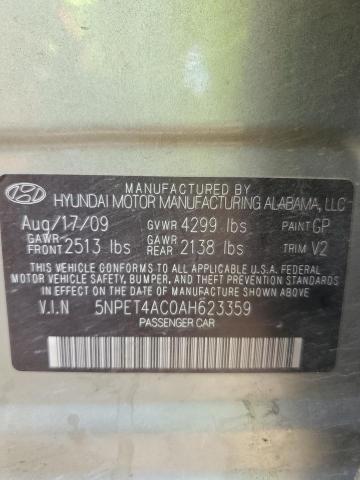 MANUFACTURED BY
HYUNDAI MOTOR MANUFACTURING ALABAMA, LLC
Aug/17/09 GVWR 4299 lbs PAINT GP
GAWR FRONT 2513 lbs GAWR REAR 2138 lbs TRIM V2
THIS VEHICLE CONFORMS TO ALL APPLICABLE U.S.A. FEDERAL
MOTOR VEHICLE SAFETY, BUMPER, AND THEFT PREVENTION
STANDARDS IN EFFECT ON THE DATE OF MANUFACTURE SHOWN ABOVE.
V.I.N 5NPET4AC0AH623359
PASSENGER CAR